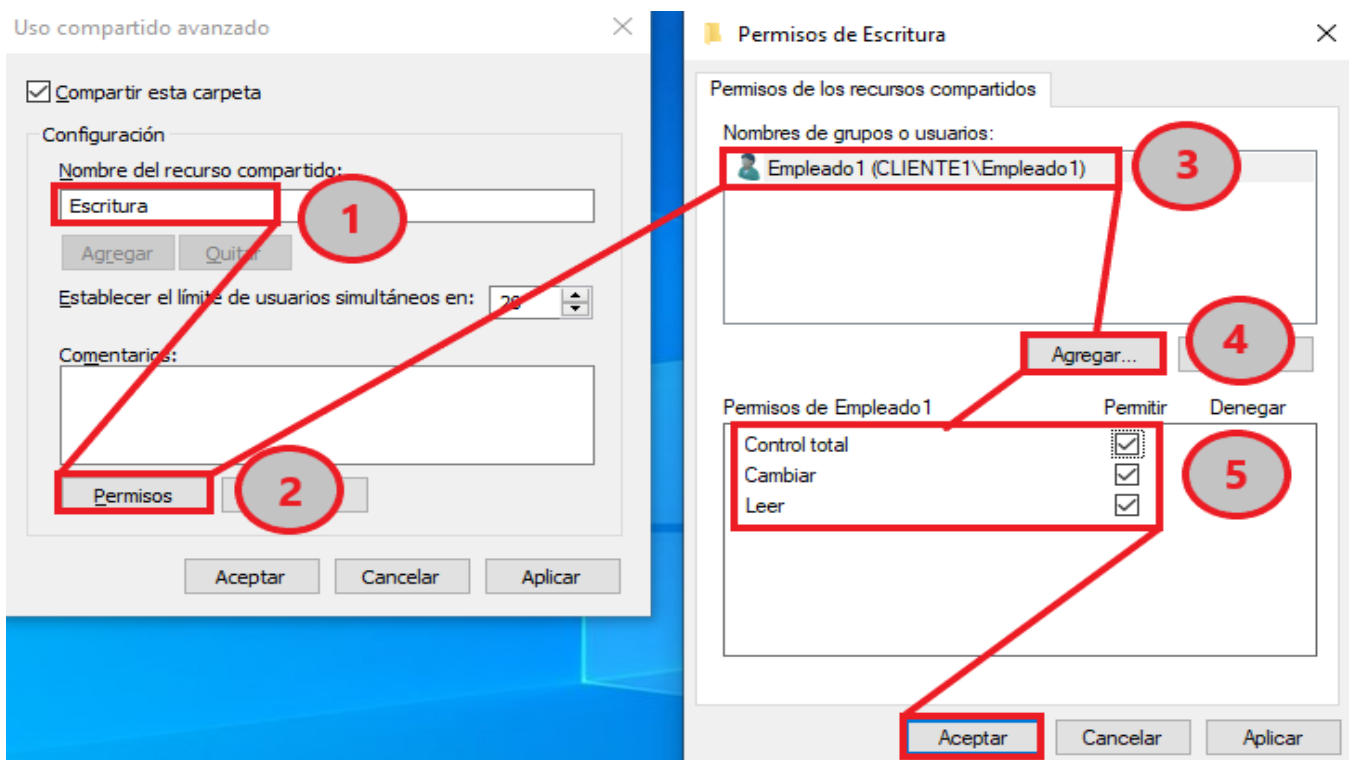 Uso compartido avanzado
Compartir esta carpeta
Configuración
Nombre del recurso compartido:
Escritura
1
Agregar Quitar
Establecer el límite de usuarios simultáneos en: 20
Comentarios:
Permisos
2
Aceptar Cancelar Aplicar
Permisos de Escritura
Permisos de los recursos compartidos
Nombres de grupos o usuarios:
Empleado1 (CLIENTE1\Empleado1)
3
Agregar...
4
Permisos de Empleado1 Permitir Denegar
Control total
Cambiar
Leer
5
Aceptar Cancelar Aplicar